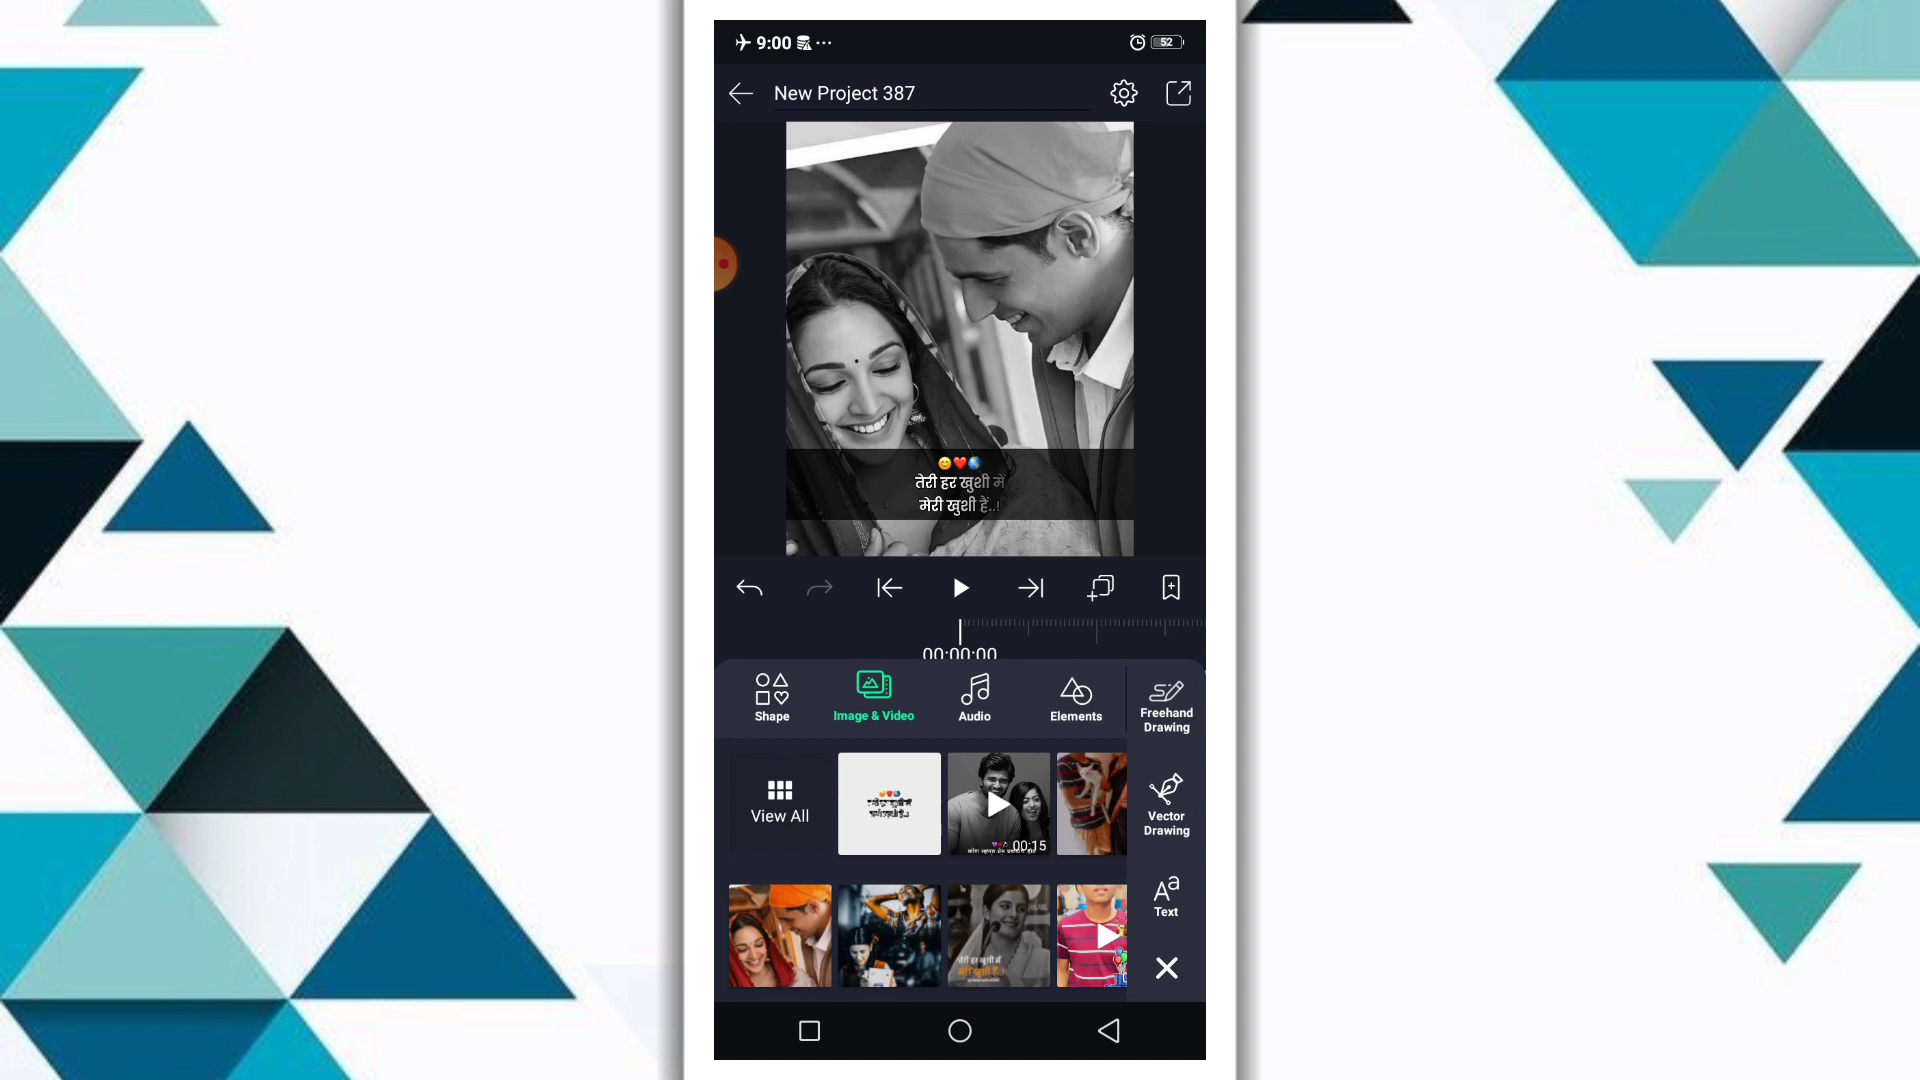 9:00
52
New Project 387
😊❤️🌏
तेरी हर खुशी में
मेरी खुशी हैं..!
00:00:00
Shape
Image & Video
Audio
Elements
Freehand
Drawing
View All
00:15
Vector
Drawing
Text
तेरी हर खुशी में
मेरी खुशी हैं..!